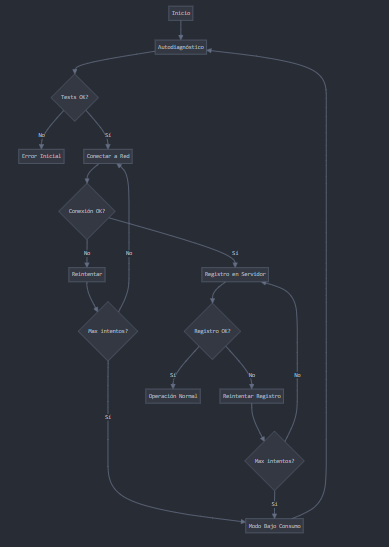 Inicio
Autodiagnóstico
Tests OK?
No
Sí
Error Inicial
Conectar a Red
Conexión OK?
No
No
Sí
Reintentar
Registro en Servidor
Max intentos?
Registro OK?
Sí
No
No
Operación Normal
Reintentar Registro
Sí
Max intentos?
Sí
Modo Bajo Consumo